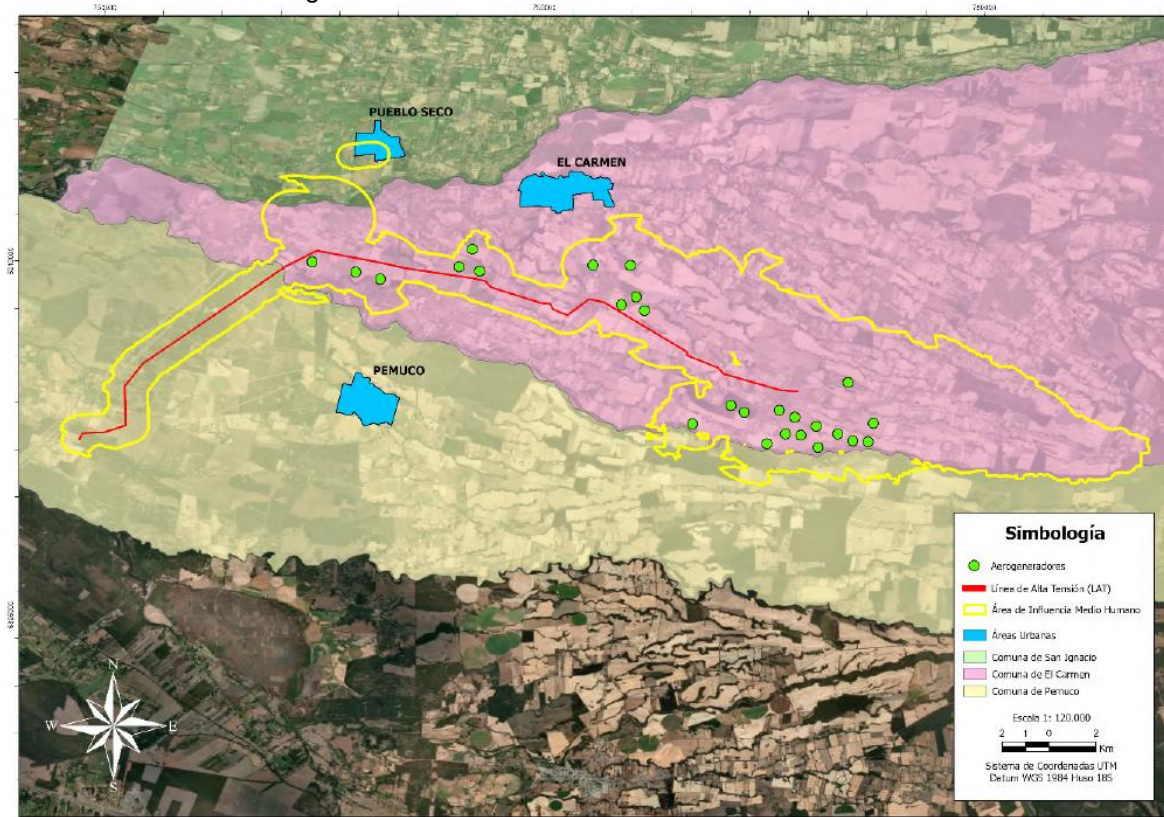 PUEBLO SECO
EL CARMEN
PEMUCO
N
W
E
S
Simbología
Aerogeneradores
Línea de Alta Tensión (LAT)
Área de Influencia Medio Humano
Áreas Urbanas
Comuna de San Ignacio
Comuna de El Carmen
Comuna de Pemuco
Escala 1: 120.000
2 1 0 2
Km
Sistema de Coordenadas UTM
Datum WGS 1984 Huso 18S